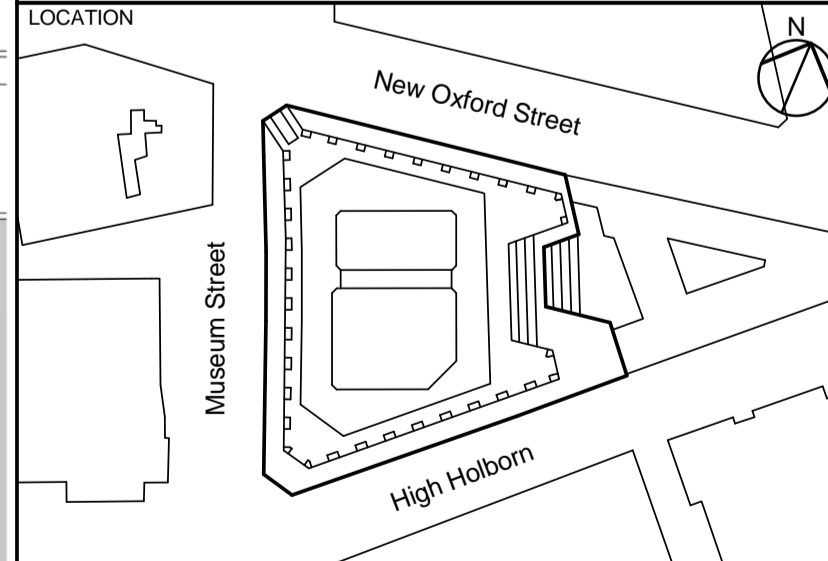 LOCATION
N
New Oxford Street
Museum Street
High Holborn